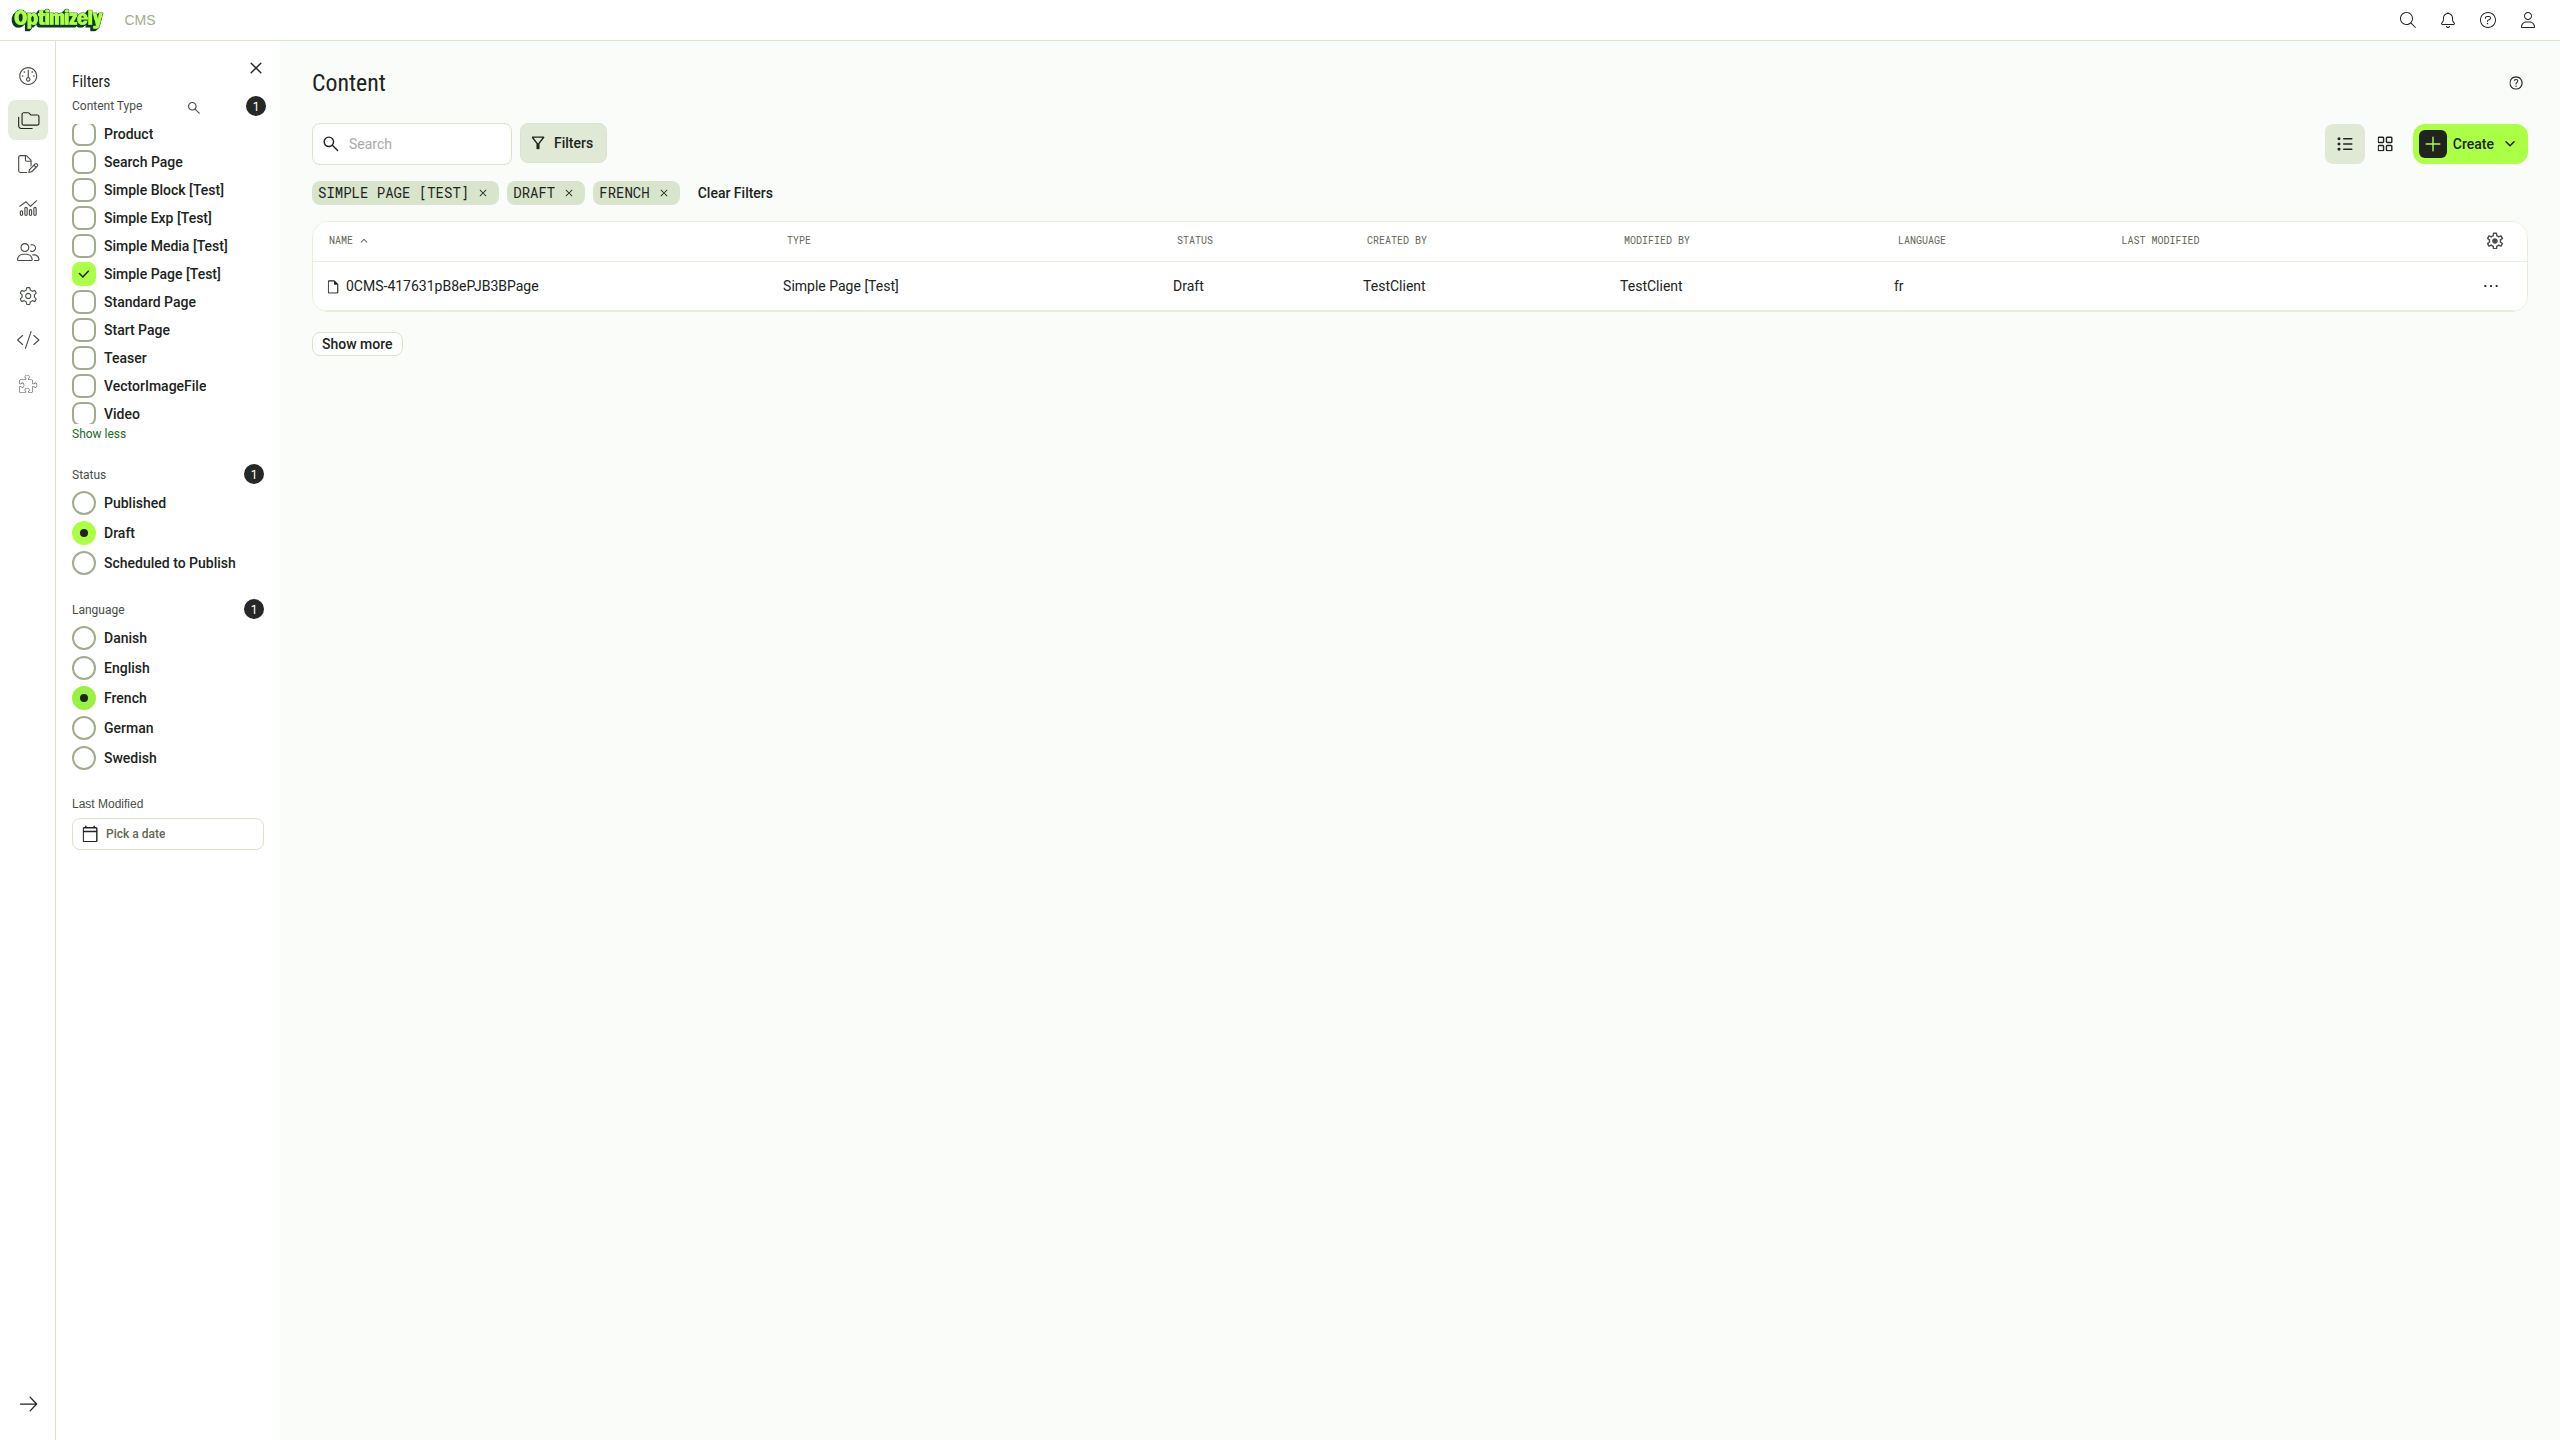 Optimizely CMS
Filters
Content Type 1
Product
Search Page
Simple Block [Test]
Simple Exp [Test]
Simple Media [Test]
Simple Page [Test]
Standard Page
Start Page
Teaser
VectorImageFile
Video
Show less
Status 1
Published
Draft
Scheduled to Publish
Language 1
Danish
English
French
German
Swedish
Last Modified
Pick a date
Content
Search Filters Create
SIMPLE PAGE [TEST] DRAFT FRENCH Clear Filters
NAME TYPE STATUS CREATED BY MODIFIED BY LANGUAGE LAST MODIFIED
0CMS-417631pB8ePJB3BPage Simple Page [Test] Draft TestClient TestClient fr
Show more